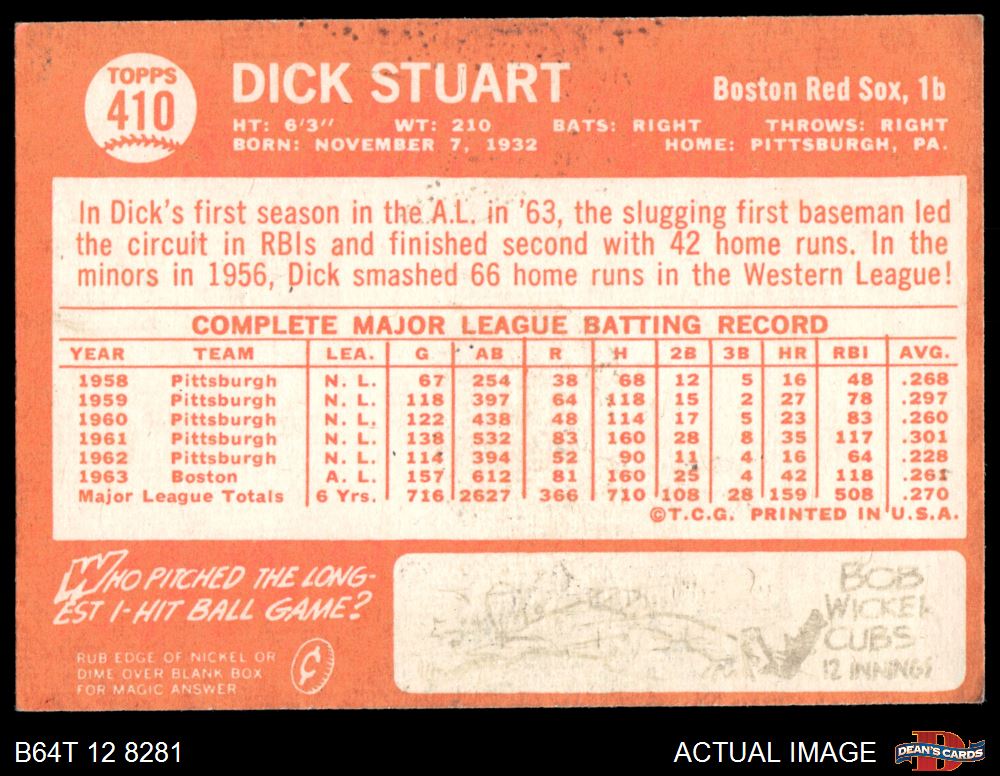 TOPPS
410
DICK STUART
Boston Red Sox, 1b
HT: 6'3" WT: 210 BATS: RIGHT THROWS: RIGHT
BORN: NOVEMBER 7, 1932 HOME: PITTSBURGH, PA.
In Dick's first season in the A.L. in '63, the slugging first baseman led
the circuit in RBIs and finished second with 42 home runs. In the
minors in 1956, Dick smashed 66 home runs in the Western League!
COMPLETE MAJOR LEAGUE BATTING RECORD
YEAR TEAM LEA. G AB R H 2B 3B HR RBI AVG.
1958 Pittsburgh N. L. 67 254 38 68 12 5 16 48 .268
1959 Pittsburgh N. L. 118 397 64 118 15 2 27 78 .297
1960 Pittsburgh N. L. 122 438 48 114 17 5 23 83 .260
1961 Pittsburgh N. L. 138 532 83 160 28 8 35 117 .301
1962 Pittsburgh N. L. 114 394 52 90 11 4 16 64 .228
1963 Boston A. L. 157 612 81 160 25 4 42 118 .261
Major League Totals 6 Yrs. 716 2627 366 710 108 28 159 508 .270
©T.C.G. PRINTED IN U.S.A.
WHO PITCHED THE LONG-
EST 1-HIT BALL GAME?
RUB EDGE OF NICKEL OR
DIME OVER BLANK BOX
FOR MAGIC ANSWER
¢
BOB
WICKER
CUBS
12 INNINGS
B64T 12 8281
ACTUAL IMAGE
D
DEAN'S CARDS